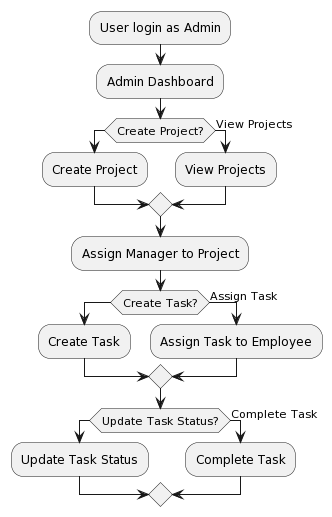 User login as Admin
Admin Dashboard
Create Project?
View Projects
Create Project
View Projects
Assign Manager to Project
Create Task?
Assign Task
Create Task
Assign Task to Employee
Update Task Status?
Complete Task
Update Task Status
Complete Task